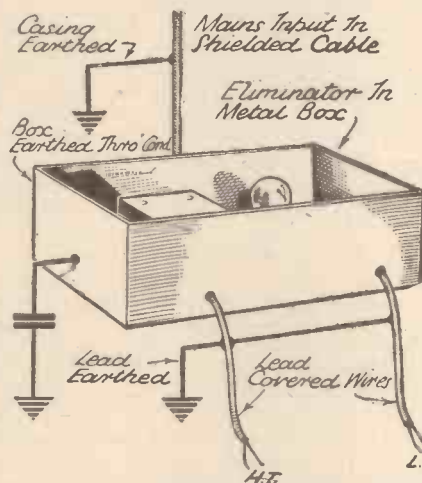 Casing
Earthed
Mains Input In
Shielded Cable
Eliminator In
Metal Box
Box
Earthed Thro' Cond
Lead
Earthed
Lead
Covered Wires
H.T.
L.